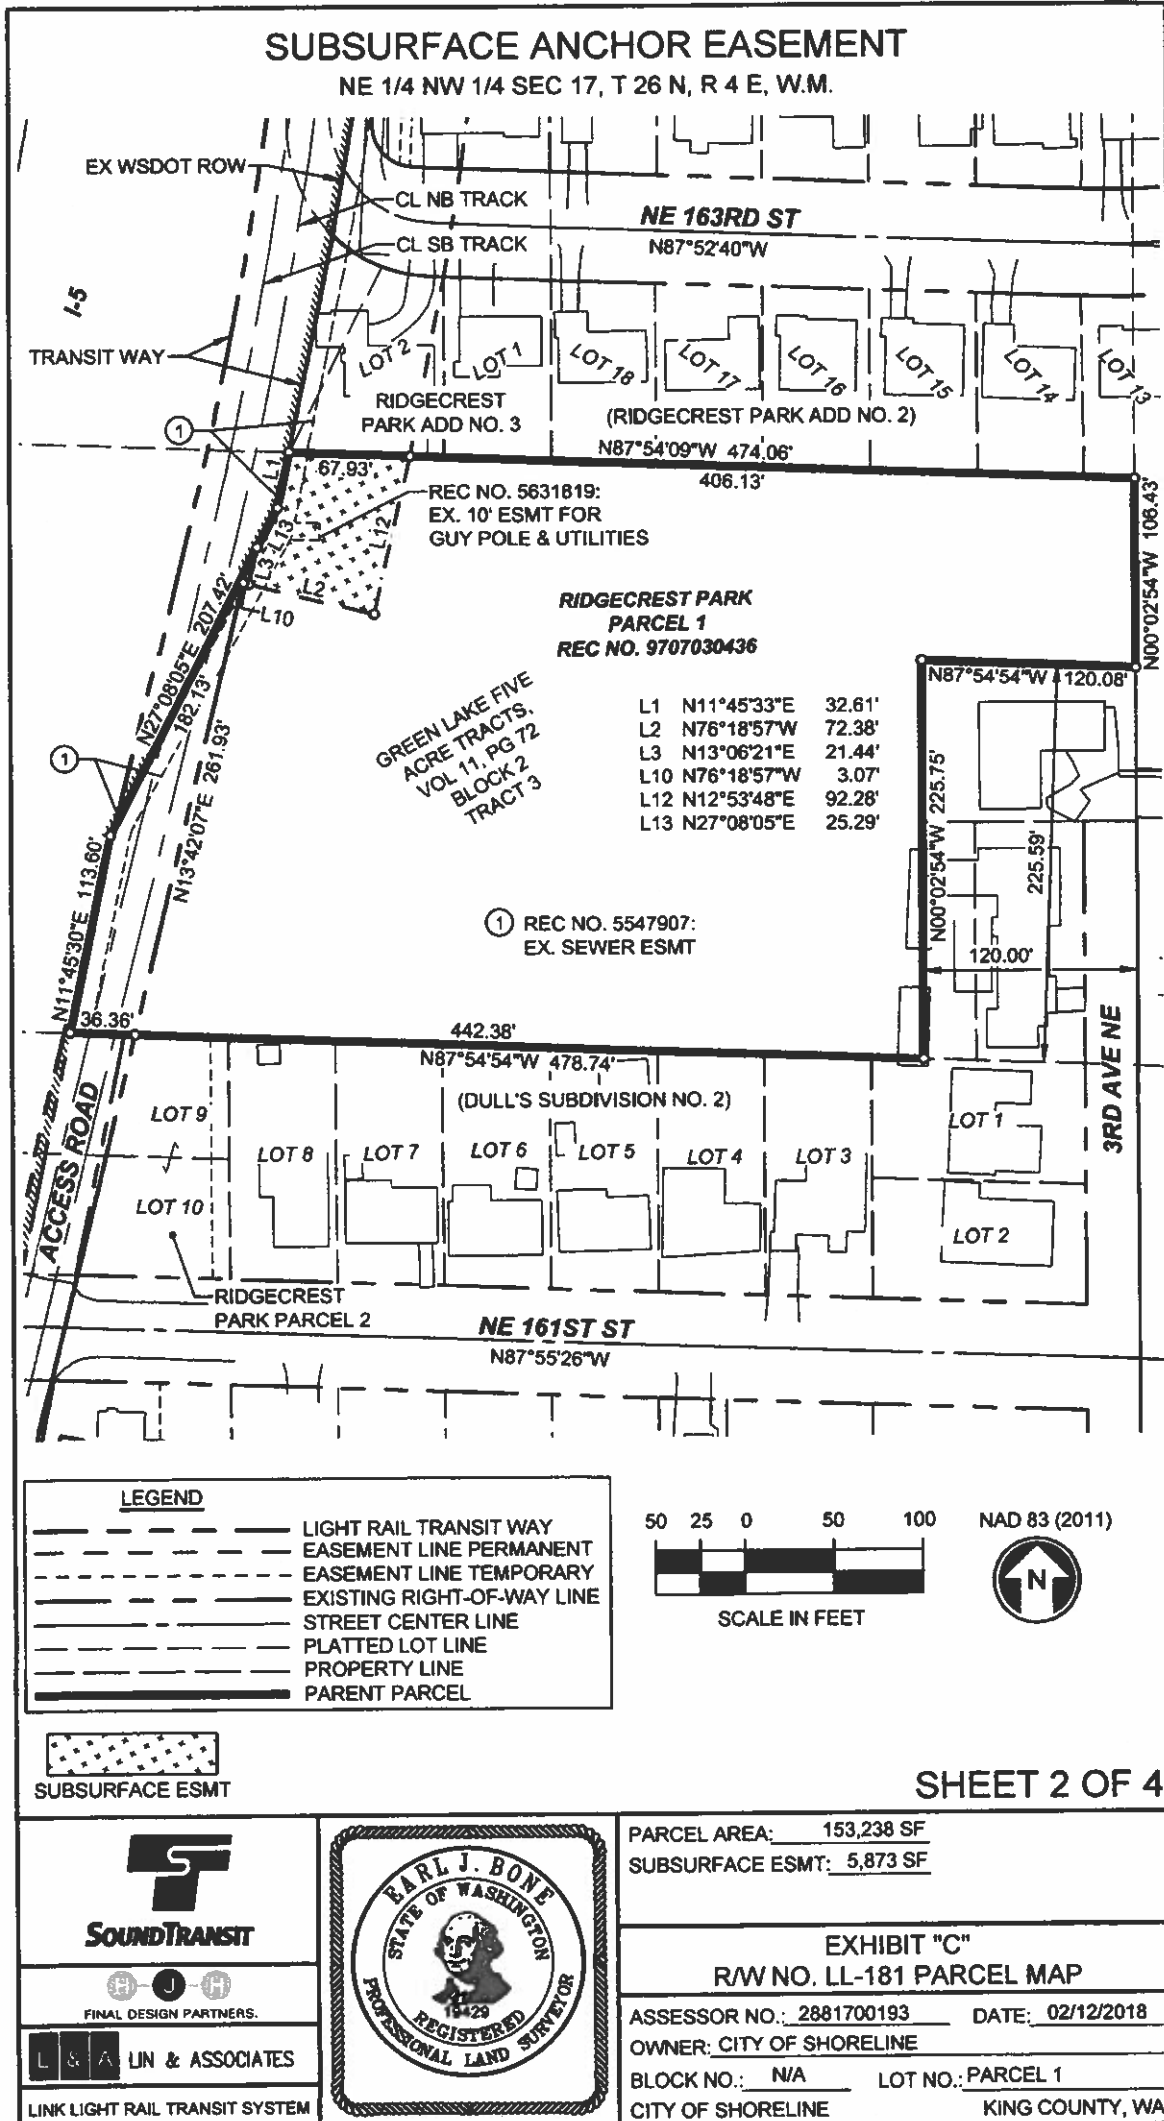 SUBSURFACE ANCHOR EASEMENT
NE 1/4 NW 1/4 SEC 17, T 26 N, R 4 E, W.M.
EX WSDOT ROW
CL NB TRACK
CL SB TRACK
NE 163RD ST
N87°52'40"W
I-5
TRANSIT WAY
LOT 2
LOT 1
LOT 18
LOT 17
LOT 16
LOT 15
LOT 14
LOT 13
RIDGECREST
PARK ADD NO. 3
(RIDGECREST PARK ADD NO. 2)
1
N87°54'09"W 474.06'
L1
67.93'
406.13'
REC NO. 5631819:
EX. 10' ESMT FOR
GUY POLE & UTILITIES
L13
L12
L3
L2
L10
N00°02'54"W 106.43'
RIDGECREST PARK
PARCEL 1
REC NO. 9707030436
N87°54'54"W 120.08'
N27°08'05"E 207.42'
182.13'
N13°42'07"E 261.93'
GREEN LAKE FIVE
ACRE TRACTS,
VOL 11, PG 72
BLOCK 2
TRACT 3
L1 N11°45'33"E 32.61'
L2 N76°18'57"W 72.38'
L3 N13°06'21"E 21.44'
L10 N76°18'57"W 3.07'
L12 N12°53'48"E 92.28'
L13 N27°08'05"E 25.29'
1
N00°02'54"W 225.75'
225.59'
N11°45'30"E 113.60'
1 REC NO. 5547907:
EX. SEWER ESMT
120.00'
36.36'
442.38'
N87°54'54"W 478.74'
(DULL'S SUBDIVISION NO. 2)
3RD AVE NE
ACCESS ROAD
LOT 9
LOT 8
LOT 7
LOT 6
LOT 5
LOT 4
LOT 3
LOT 1
LOT 10
LOT 2
RIDGECREST
PARK PARCEL 2
NE 161ST ST
N87°55'26"W
LEGEND
LIGHT RAIL TRANSIT WAY
EASEMENT LINE PERMANENT
EASEMENT LINE TEMPORARY
EXISTING RIGHT-OF-WAY LINE
STREET CENTER LINE
PLATTED LOT LINE
PROPERTY LINE
PARENT PARCEL
50 25 0 50 100
SCALE IN FEET
NAD 83 (2011)
N
SUBSURFACE ESMT
SHEET 2 OF 4
SOUNDTRANSIT
H J H
FINAL DESIGN PARTNERS.
L & A LIN & ASSOCIATES
LINK LIGHT RAIL TRANSIT SYSTEM
EARL J. BONE
STATE OF WASHINGTON
19429
REGISTERED
PROFESSIONAL LAND SURVEYOR
PARCEL AREA: 153,238 SF
SUBSURFACE ESMT: 5,873 SF
EXHIBIT "C"
R/W NO. LL-181 PARCEL MAP
ASSESSOR NO.: 2881700193 DATE: 02/12/2018
OWNER: CITY OF SHORELINE
BLOCK NO.: N/A LOT NO.: PARCEL 1
CITY OF SHORELINE KING COUNTY, WA